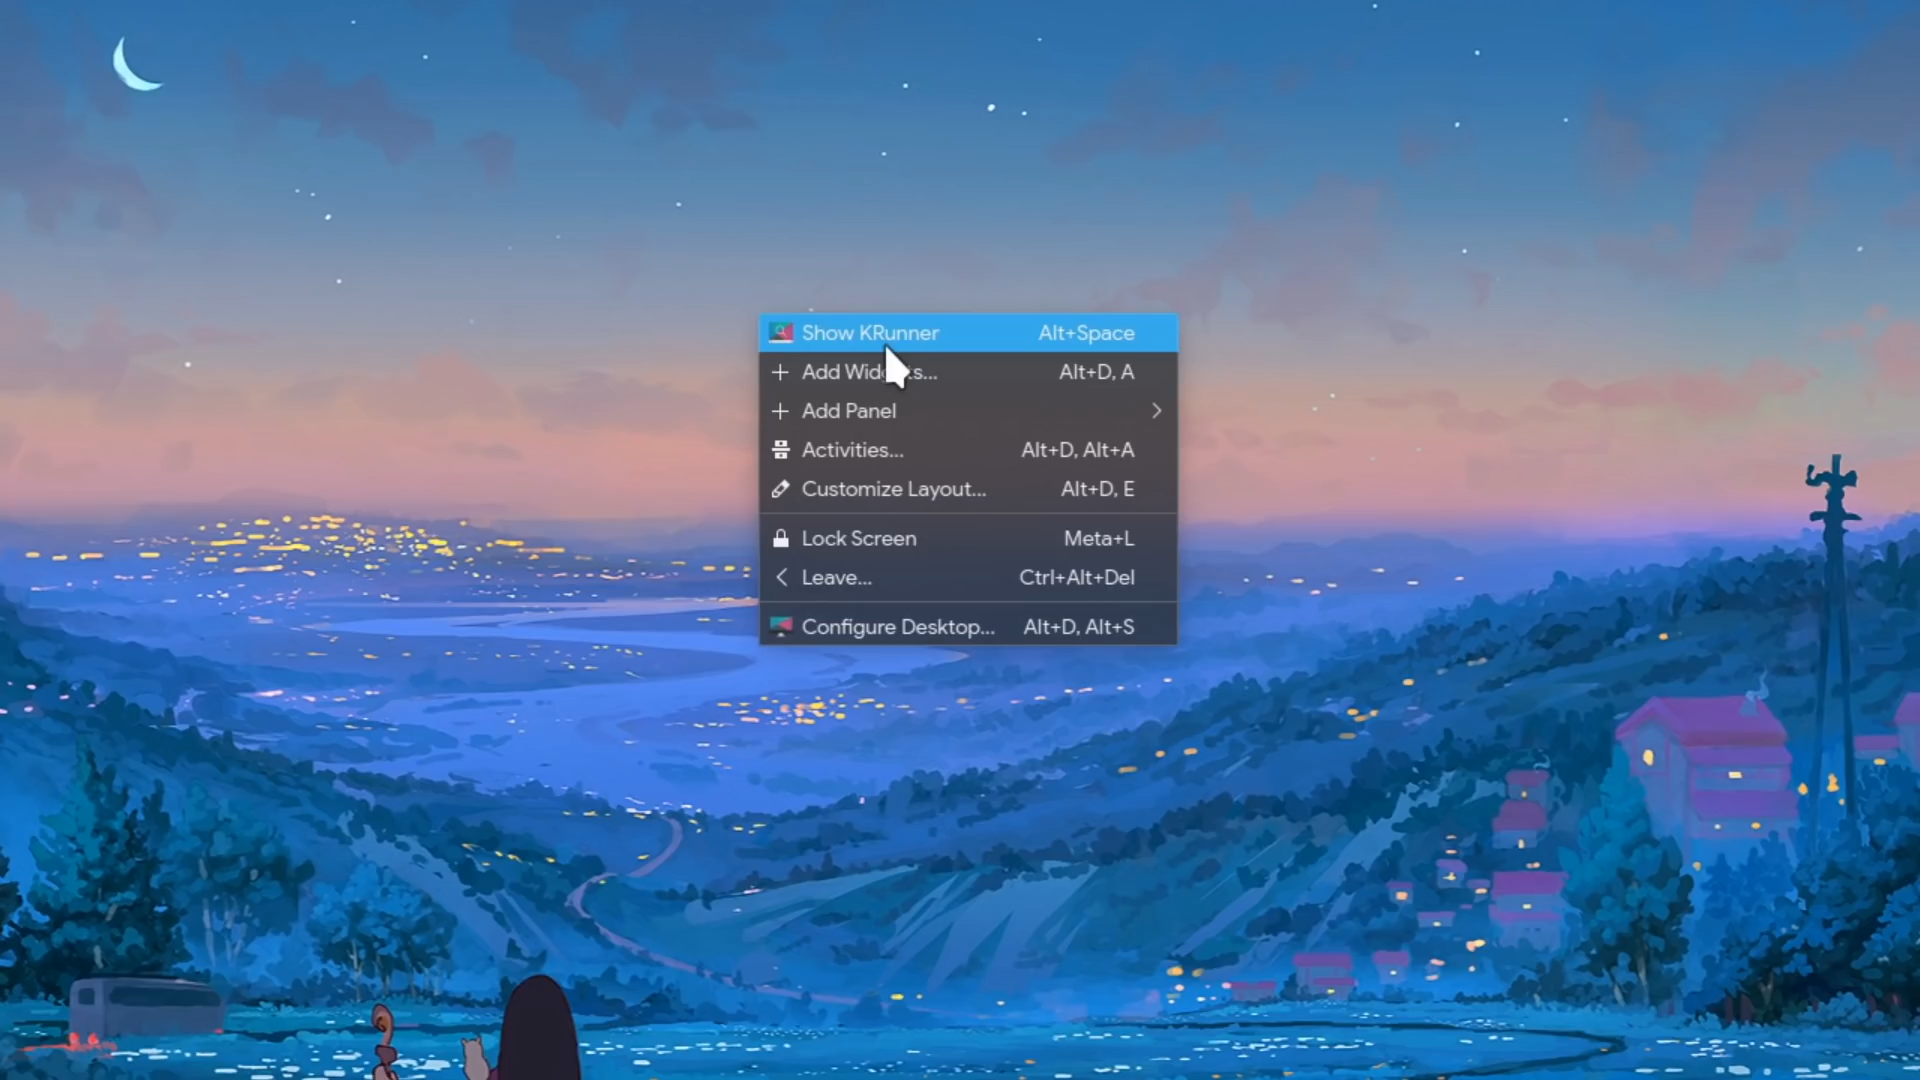 Show KRunner Alt+Space
Add Wid s... Alt+D, A
Add Panel
Activities... Alt+D, Alt+A
Customize Layout... Alt+D, E
Lock Screen Meta+L
Leave... Ctrl+Alt+Del
Configure Desktop... Alt+D, Alt+S